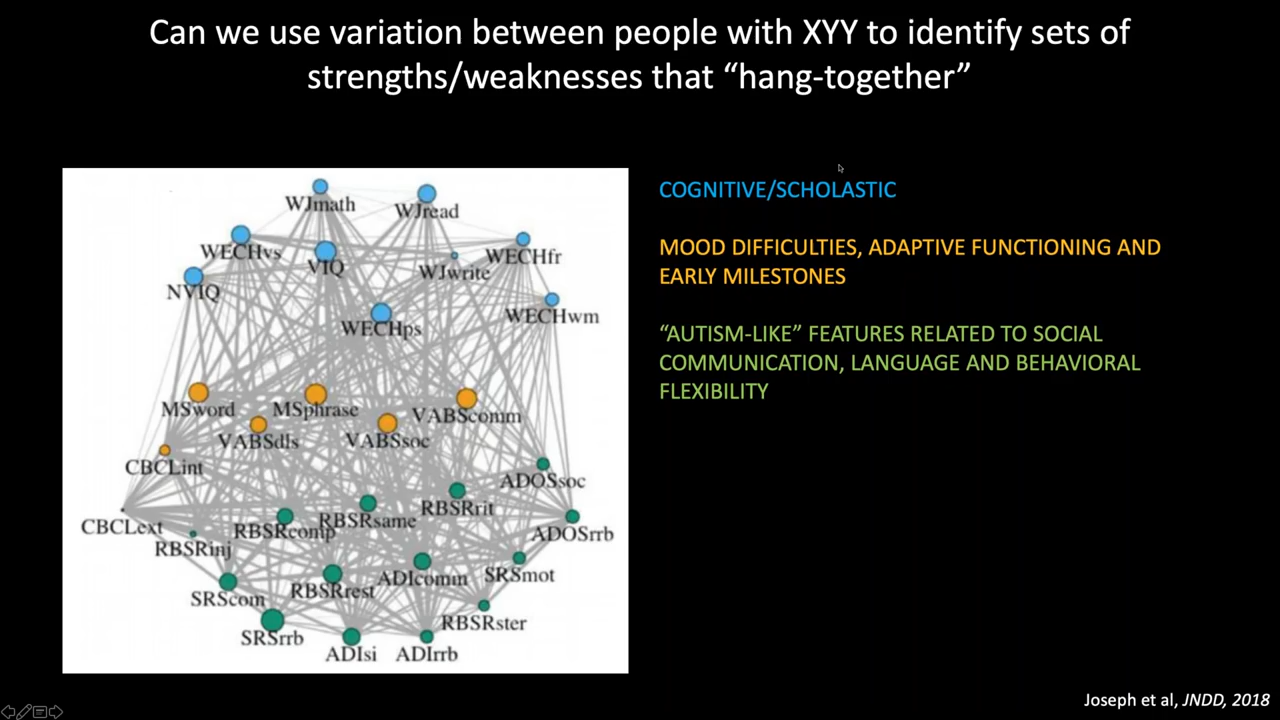 Can we use variation between people with XYY to identify sets of
strengths/weaknesses that “hang-together”
WJmath
WJread
WECHvs
VIQ
WJwrite
WECHfr
NVIQ
WECHps
WECHwm
MSword
MSphrase
VABScomm
VABSdls
VABSsoc
CBCLint
ADOSsoc
CBCLext
RBSRcomp
RBSRsame
RBSRrit
ADOSrrb
RBSRinj
SRScom
RBSRrest
ADIcomm
SRSmot
RBSRster
SRSrrb
ADIsi
ADIrrb
COGNITIVE/SCHOLASTIC
MOOD DIFFICULTIES, ADAPTIVE FUNCTIONING AND
EARLY MILESTONES
“AUTISM-LIKE” FEATURES RELATED TO SOCIAL
COMMUNICATION, LANGUAGE AND BEHAVIORAL
FLEXIBILITY
Joseph et al, JNDD, 2018